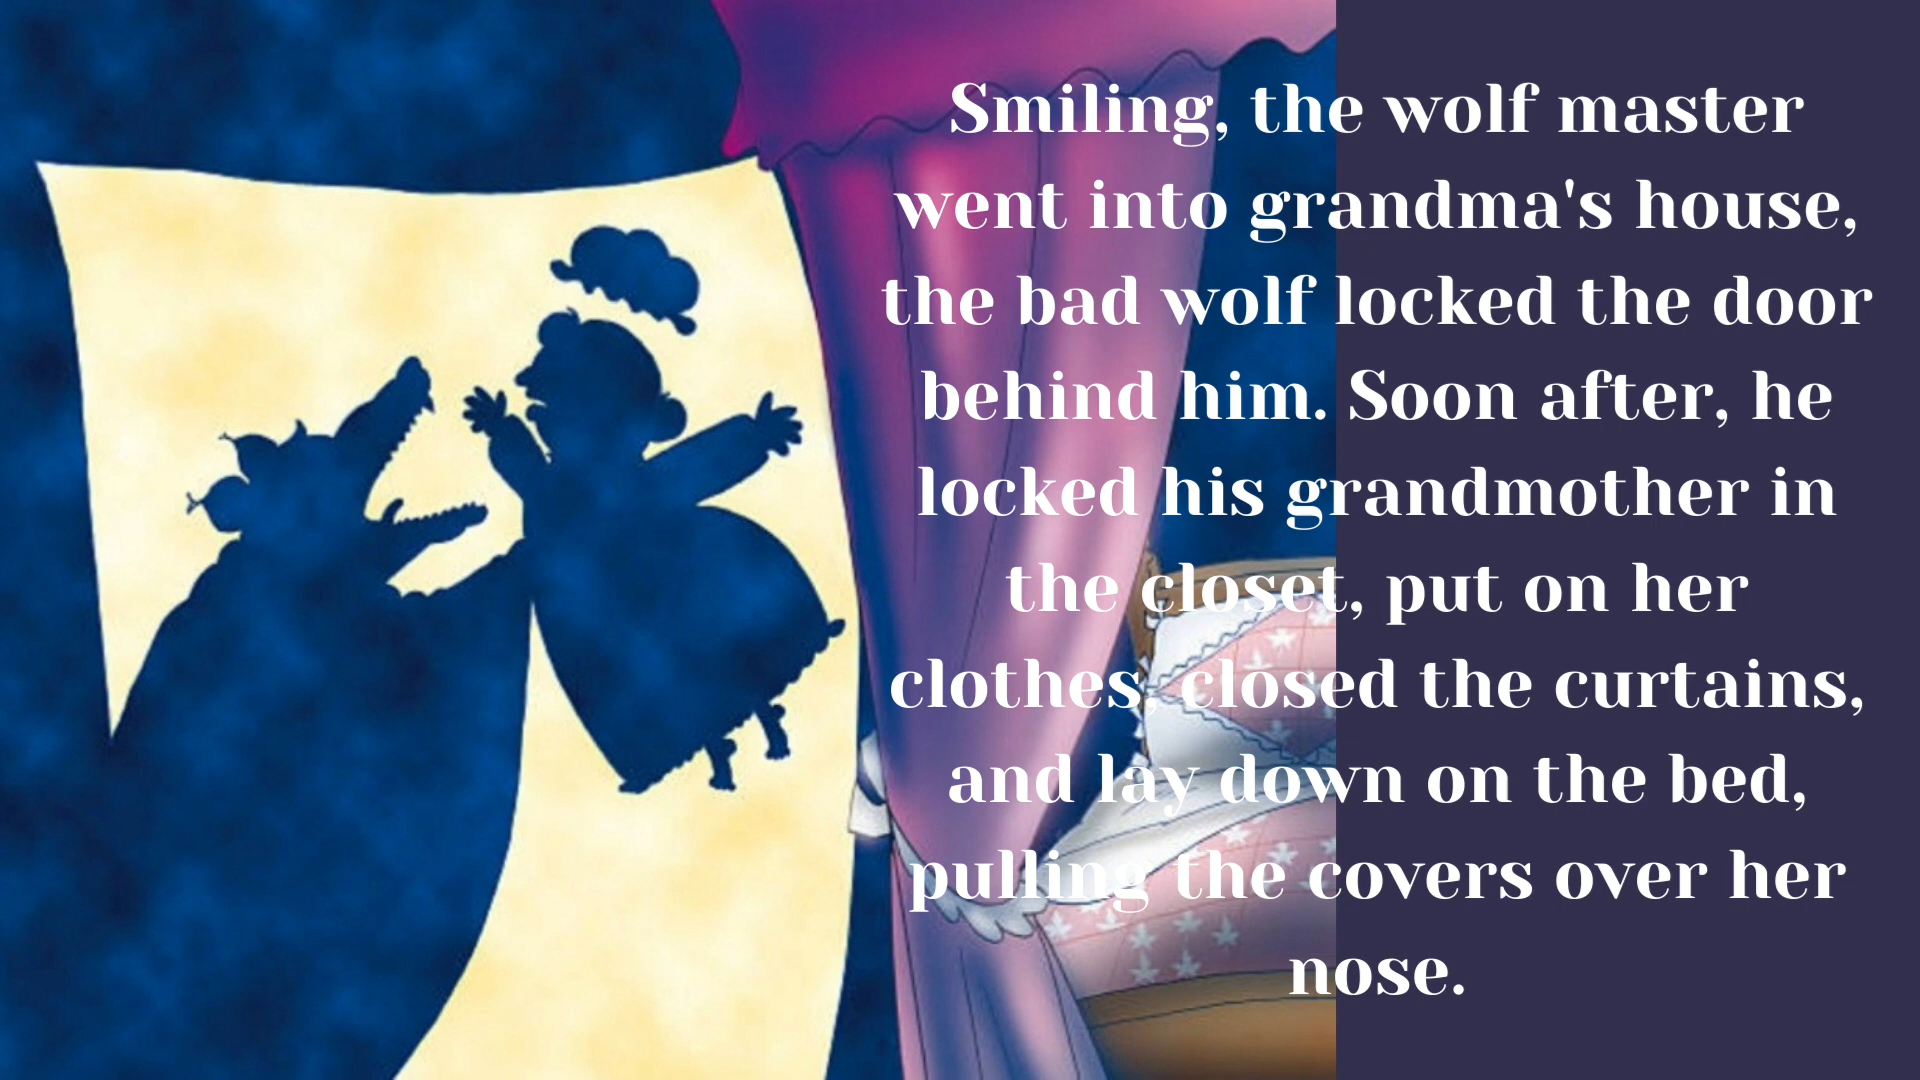 Smiling, the wolf master
went into grandma's house,
the bad wolf locked the door
behind him. Soon after, he
locked his grandmother in
the closet, put on her
clothes, closed the curtains,
and lay down on the bed,
pulling the covers over her
nose.